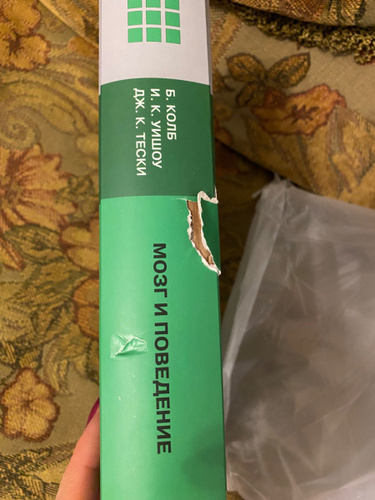 Б. КОЛБ
И. К. УИШОУ
ДЖ. К. ТЕСКИ
МОЗГ И ПОВЕДЕНИЕ